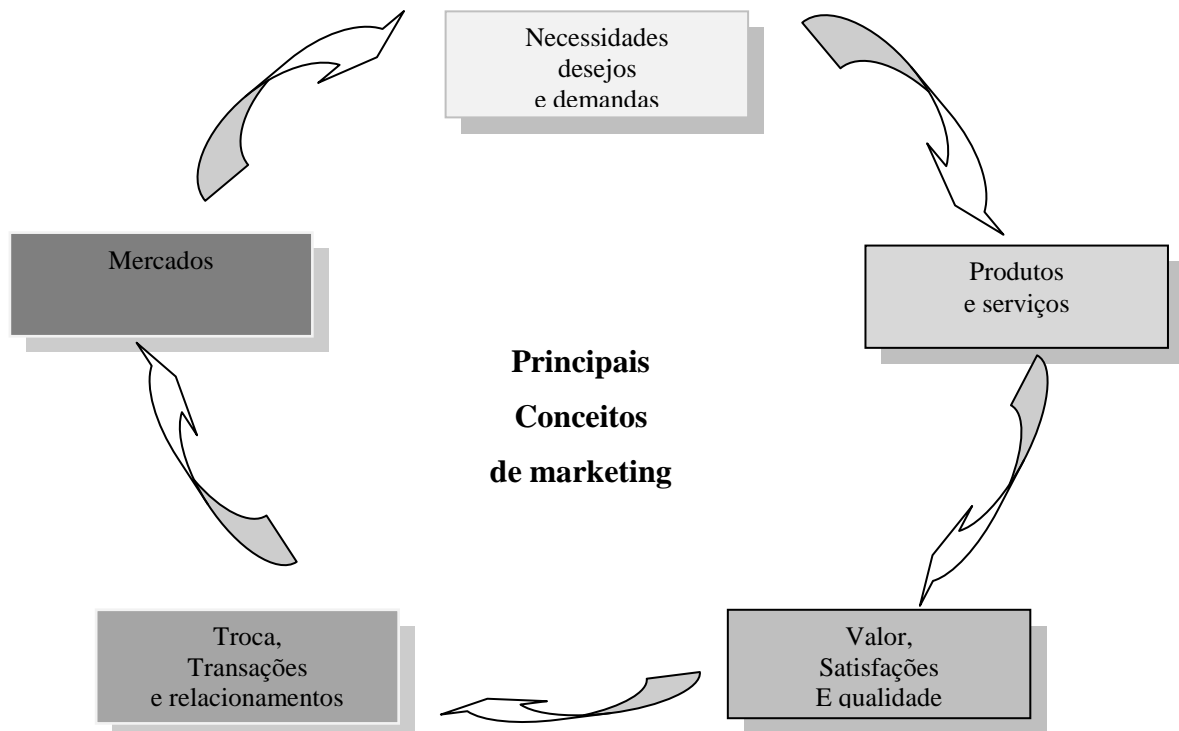 Necessidades
desejos
e demandas
Mercados
Produtos
e serviços
Principais
Conceitos
de marketing
Troca,
Transações
e relacionamentos
Valor,
Satisfações
E qualidade